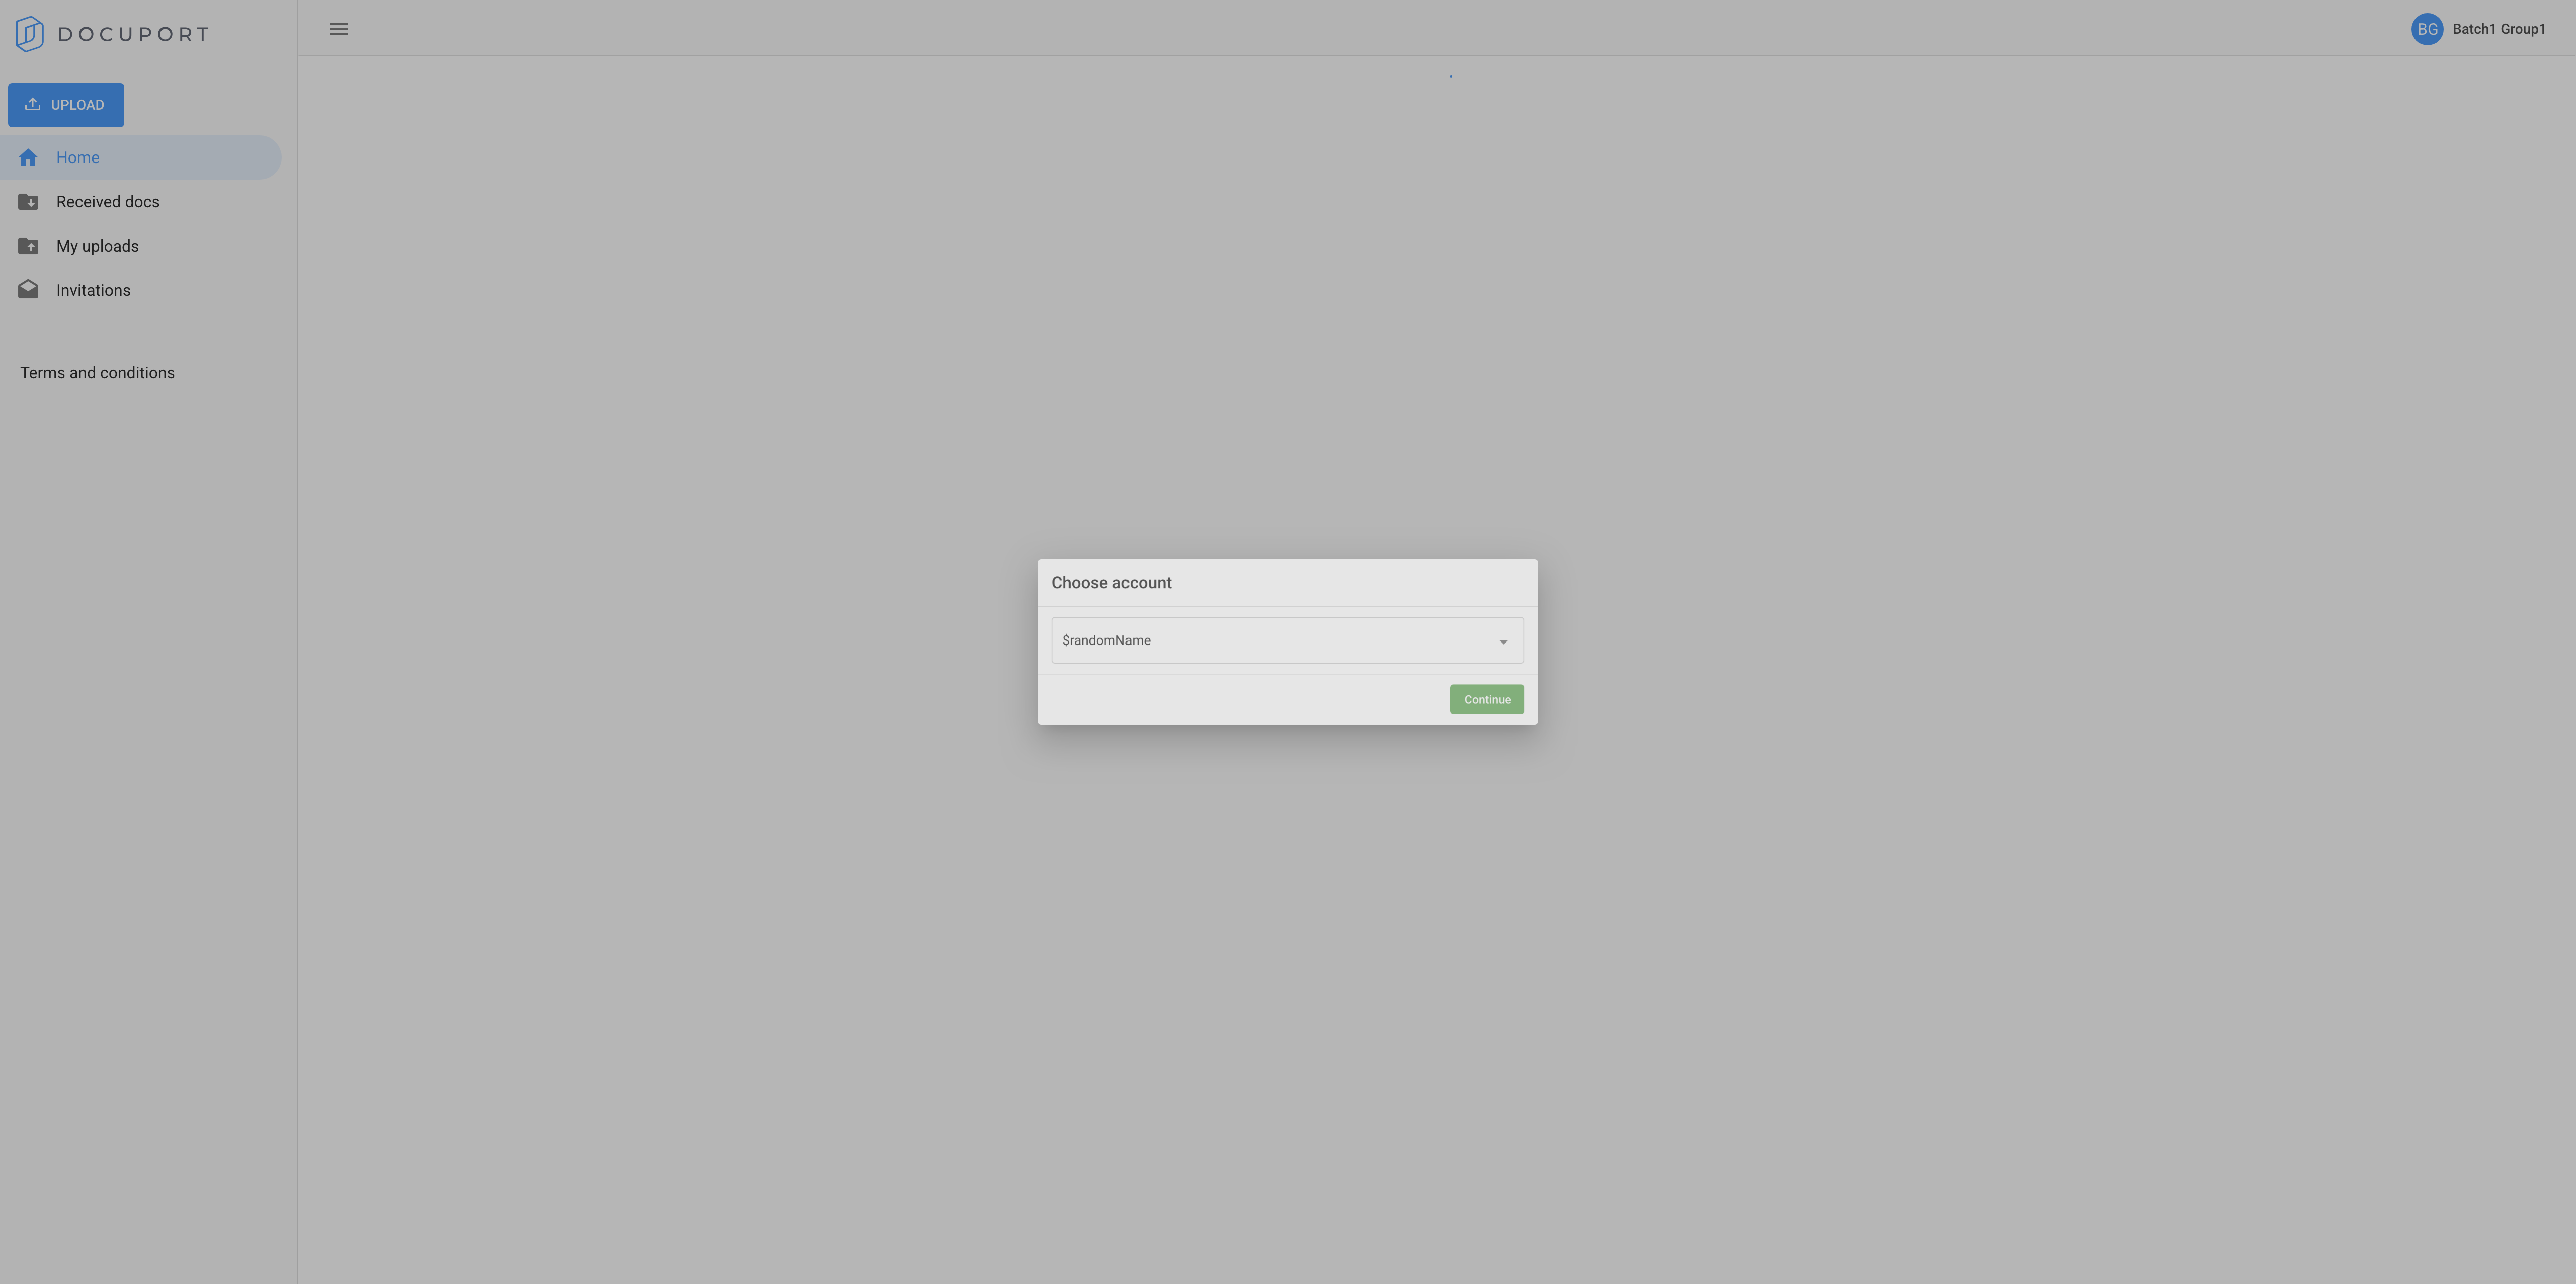 DOCUPORT
BG Batch1 Group1
UPLOAD
Home
Received docs
My uploads
Invitations
Terms and conditions
Choose account
$randomName
Continue